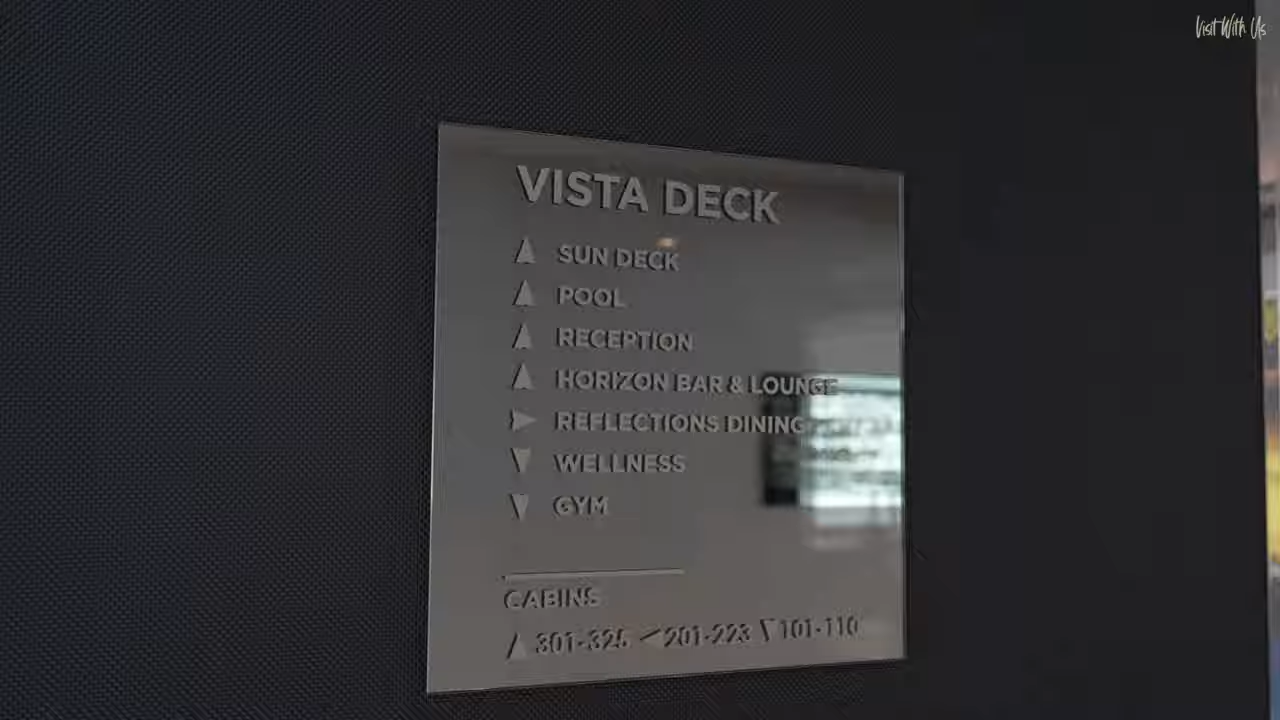 Visit With Us
VISTA DECK
SUN DECK
POOL
RECEPTION
HORIZON BAR & LOUNGE
REFLECTIONS DINING
WELLNESS
GYM
CABINS
301-325 201-223 101-110